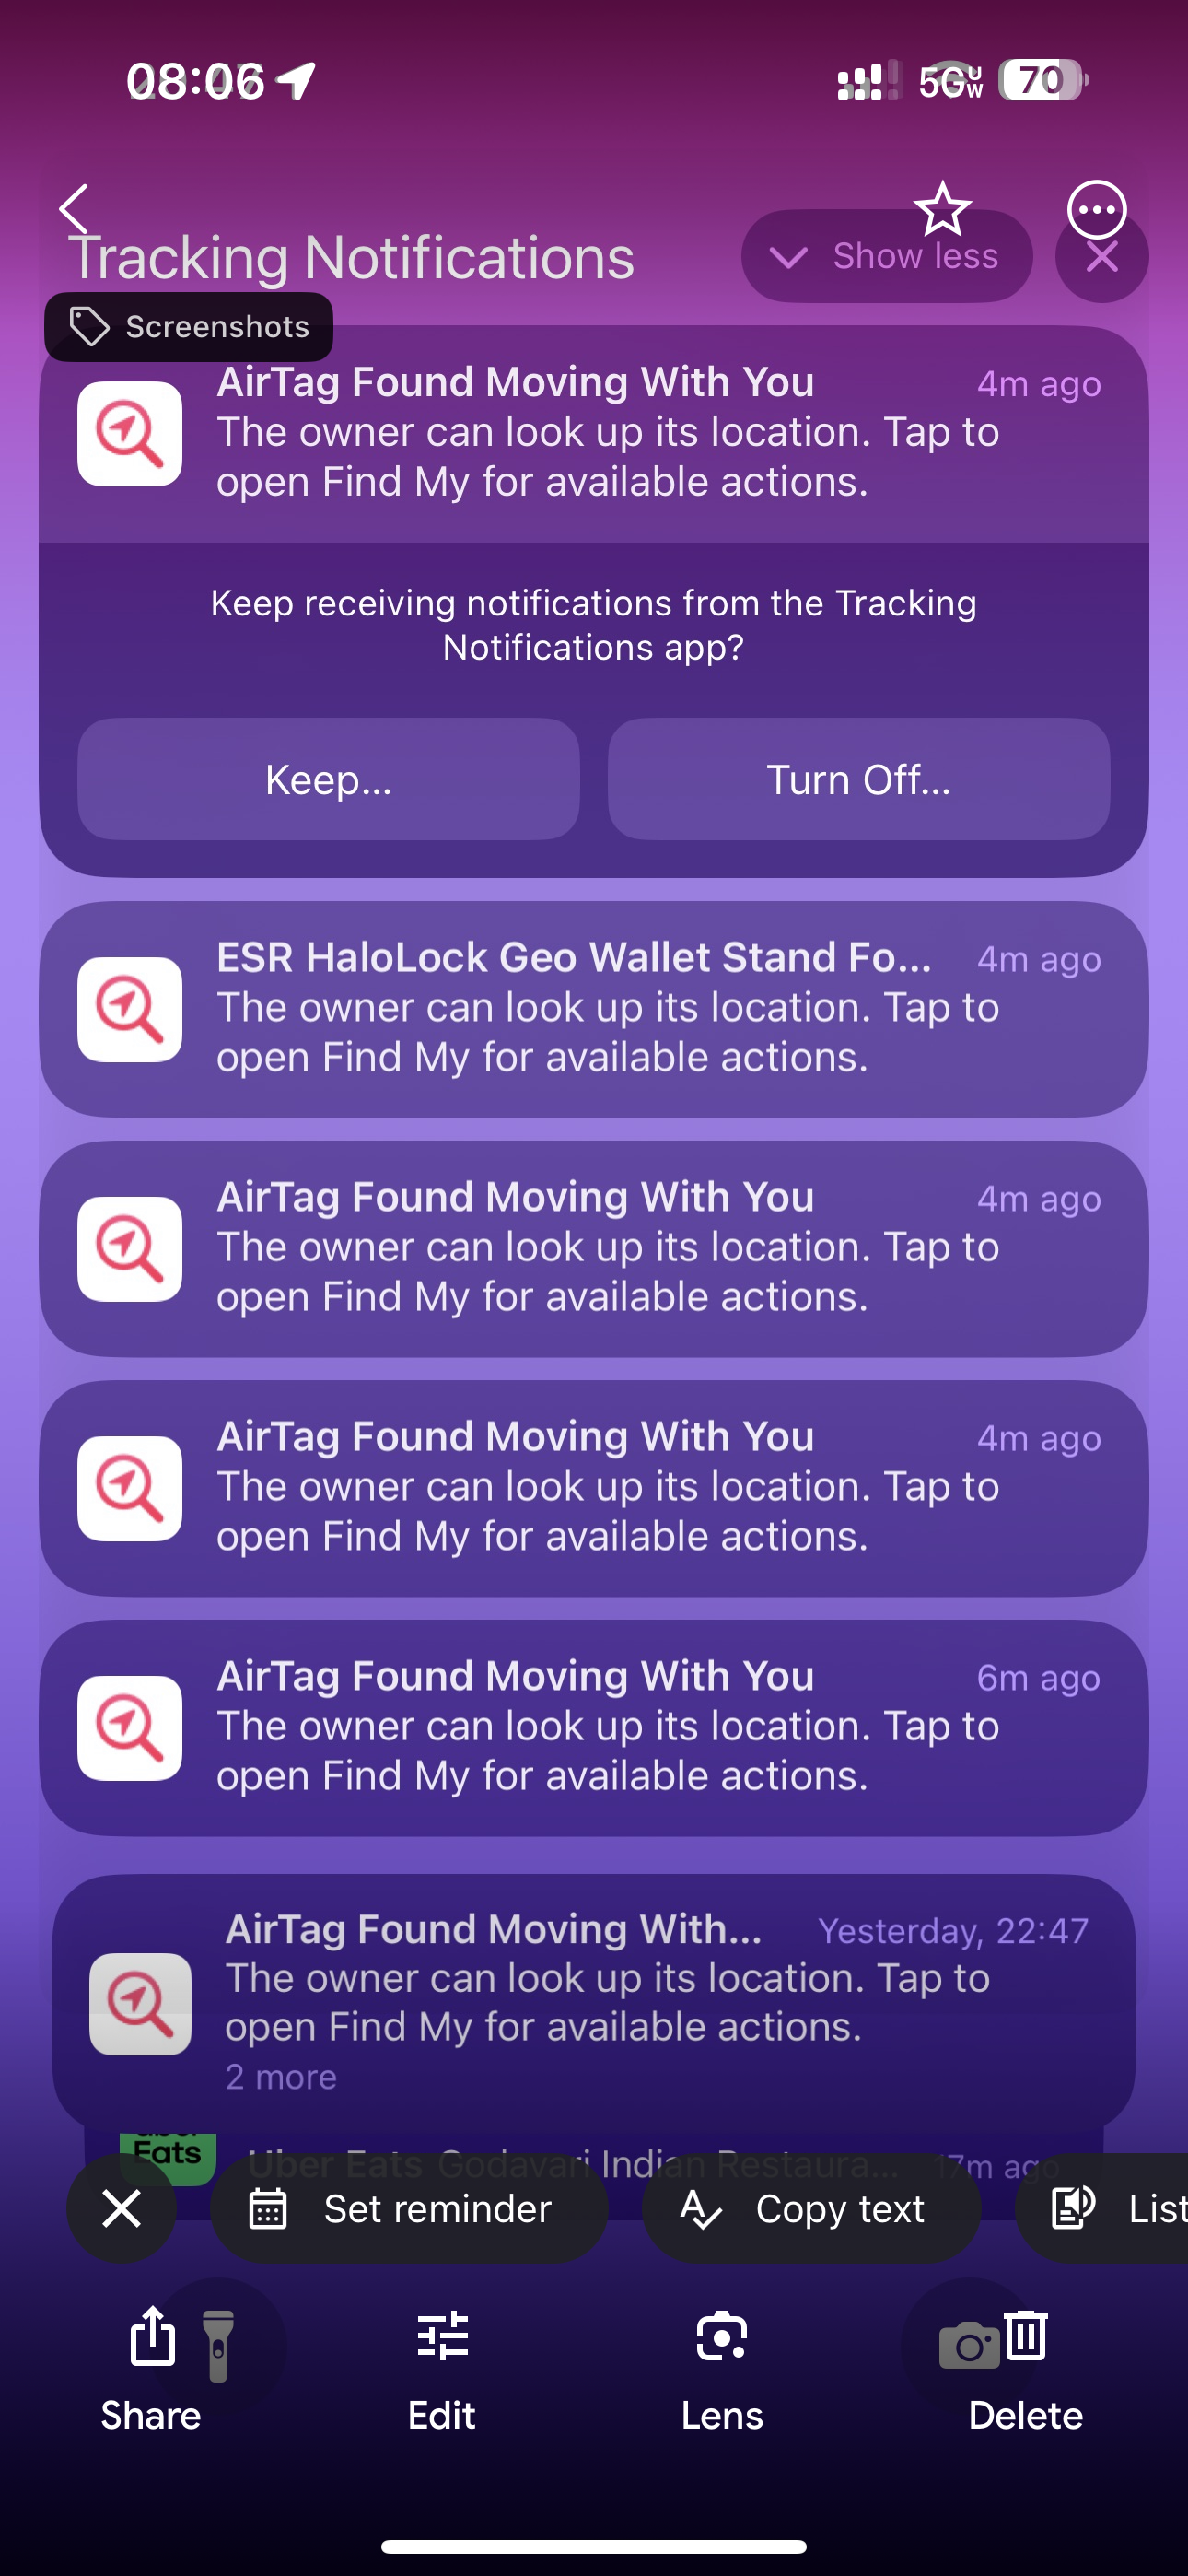 08:06
5G UW
70
Tracking Notifications
Show less
Screenshots
AirTag Found Moving With You
4m ago
The owner can look up its location. Tap to
open Find My for available actions.
Keep receiving notifications from the Tracking
Notifications app?
Keep...
Turn Off...
ESR HaloLock Geo Wallet Stand Fo...
4m ago
The owner can look up its location. Tap to
open Find My for available actions.
AirTag Found Moving With You
4m ago
The owner can look up its location. Tap to
open Find My for available actions.
AirTag Found Moving With You
4m ago
The owner can look up its location. Tap to
open Find My for available actions.
AirTag Found Moving With You
6m ago
The owner can look up its location. Tap to
open Find My for available actions.
AirTag Found Moving With...
Yesterday, 22:47
The owner can look up its location. Tap to
open Find My for available actions.
2 more
Eats
Uber Eats Godavari Indian Restaura...
17m ago
Set reminder
Copy text
List
Share
Edit
Lens
Delete